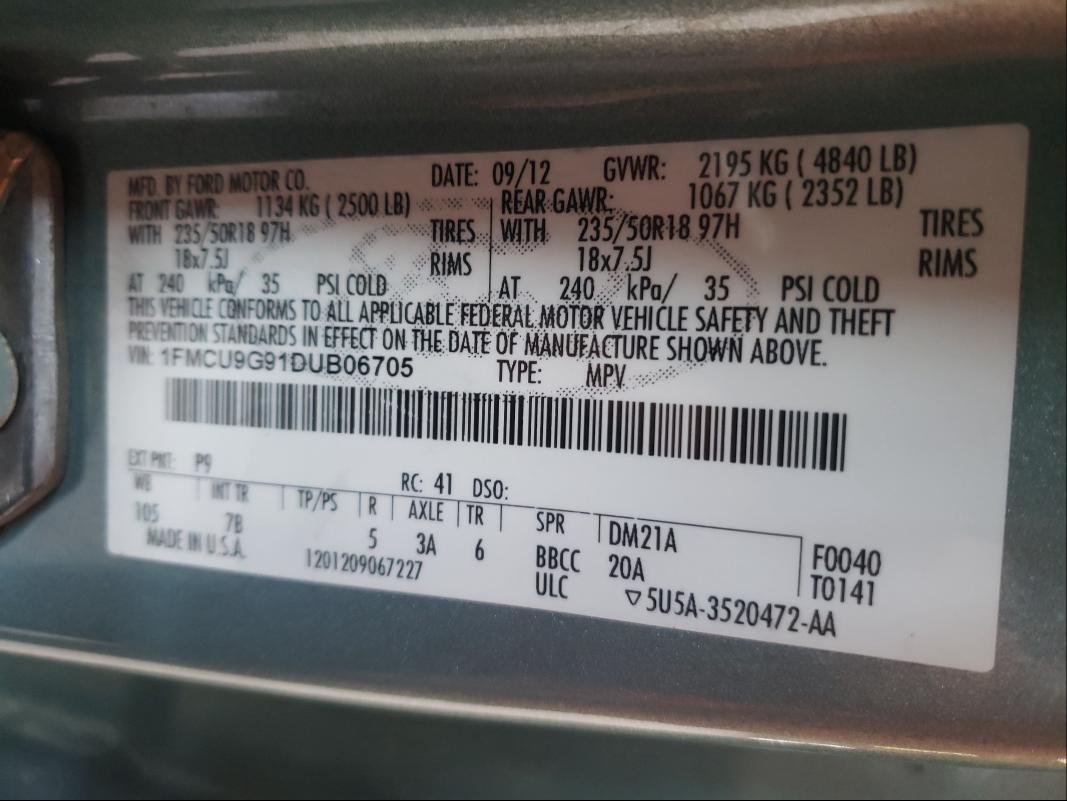 MFD. BY FORD MOTOR CO. DATE: 09/12 GVWR: 2195 KG ( 4840 LB)
FRONT GAWR: 1134 KG ( 2500 LB) REAR GAWR: 1067 KG ( 2352 LB)
WITH 235/50R18 97H TIRES WITH 235/50R18 97H TIRES
18x7.5J RIMS 18x7.5J RIMS
AT 240 kPa/ 35 PSI COLD AT 240 kPa/ 35 PSI COLD
THIS VEHICLE CONFORMS TO ALL APPLICABLE FEDERAL MOTOR VEHICLE SAFETY AND THEFT
PREVENTION STANDARDS IN EFFECT ON THE DATE OF MANUFACTURE SHOWN ABOVE.
VIN: 1FMCU9G91DUB06705 TYPE: MPV
EXT PNT: P9 RC: 41 DSO:
WB INT TR TP/PS R AXLE TR SPR DM21A F0040
105 7B 5 3A 6 BBCC 20A T0141
MADE IN U.S.A. 1201209067227 ULC ▽5U5A-3520472-AA